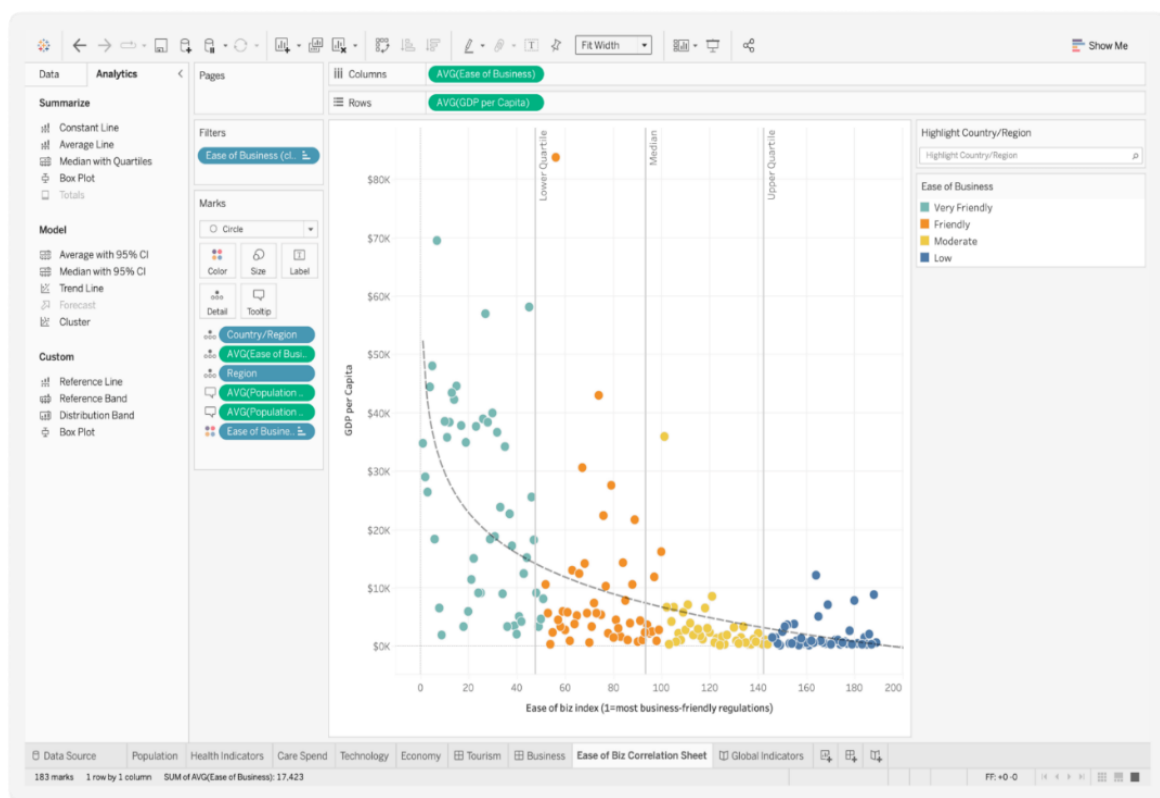 Fit Width
Show Me
Data
Analytics
Summarize
Constant Line
Average Line
Median with Quartiles
Box Plot
Totals
Model
Average with 95% CI
Median with 95% CI
Trend Line
Forecast
Cluster
Custom
Reference Line
Reference Band
Distribution Band
Box Plot
Pages
Filters
Ease of Business (cl..
Marks
Circle
Color
Size
Label
Detail
Tooltip
Country/Region
AVG(Ease of Busi..
Region
AVG(Population ..
AVG(Population ..
Ease of Busine..
Columns
AVG(Ease of Business)
Rows
AVG(GDP per Capita)
Lower Quartile
Median
Upper Quartile
GDP per Capita
$80K
$70K
$60K
$50K
$40K
$30K
$20K
$10K
$0K
0 20 40 60 80 100 120 140 160 180 200
Ease of biz index (1=most business-friendly regulations)
Highlight Country/Region
Highlight Country/Region
Ease of Business
Very Friendly
Friendly
Moderate
Low
Data Source Population Health Indicators Care Spend Technology Economy Tourism Business Ease of Biz Correlation Sheet Global Indicators
183 marks 1 row by 1 column SUM of AVG(Ease of Business): 17,423 FF: +0 -0